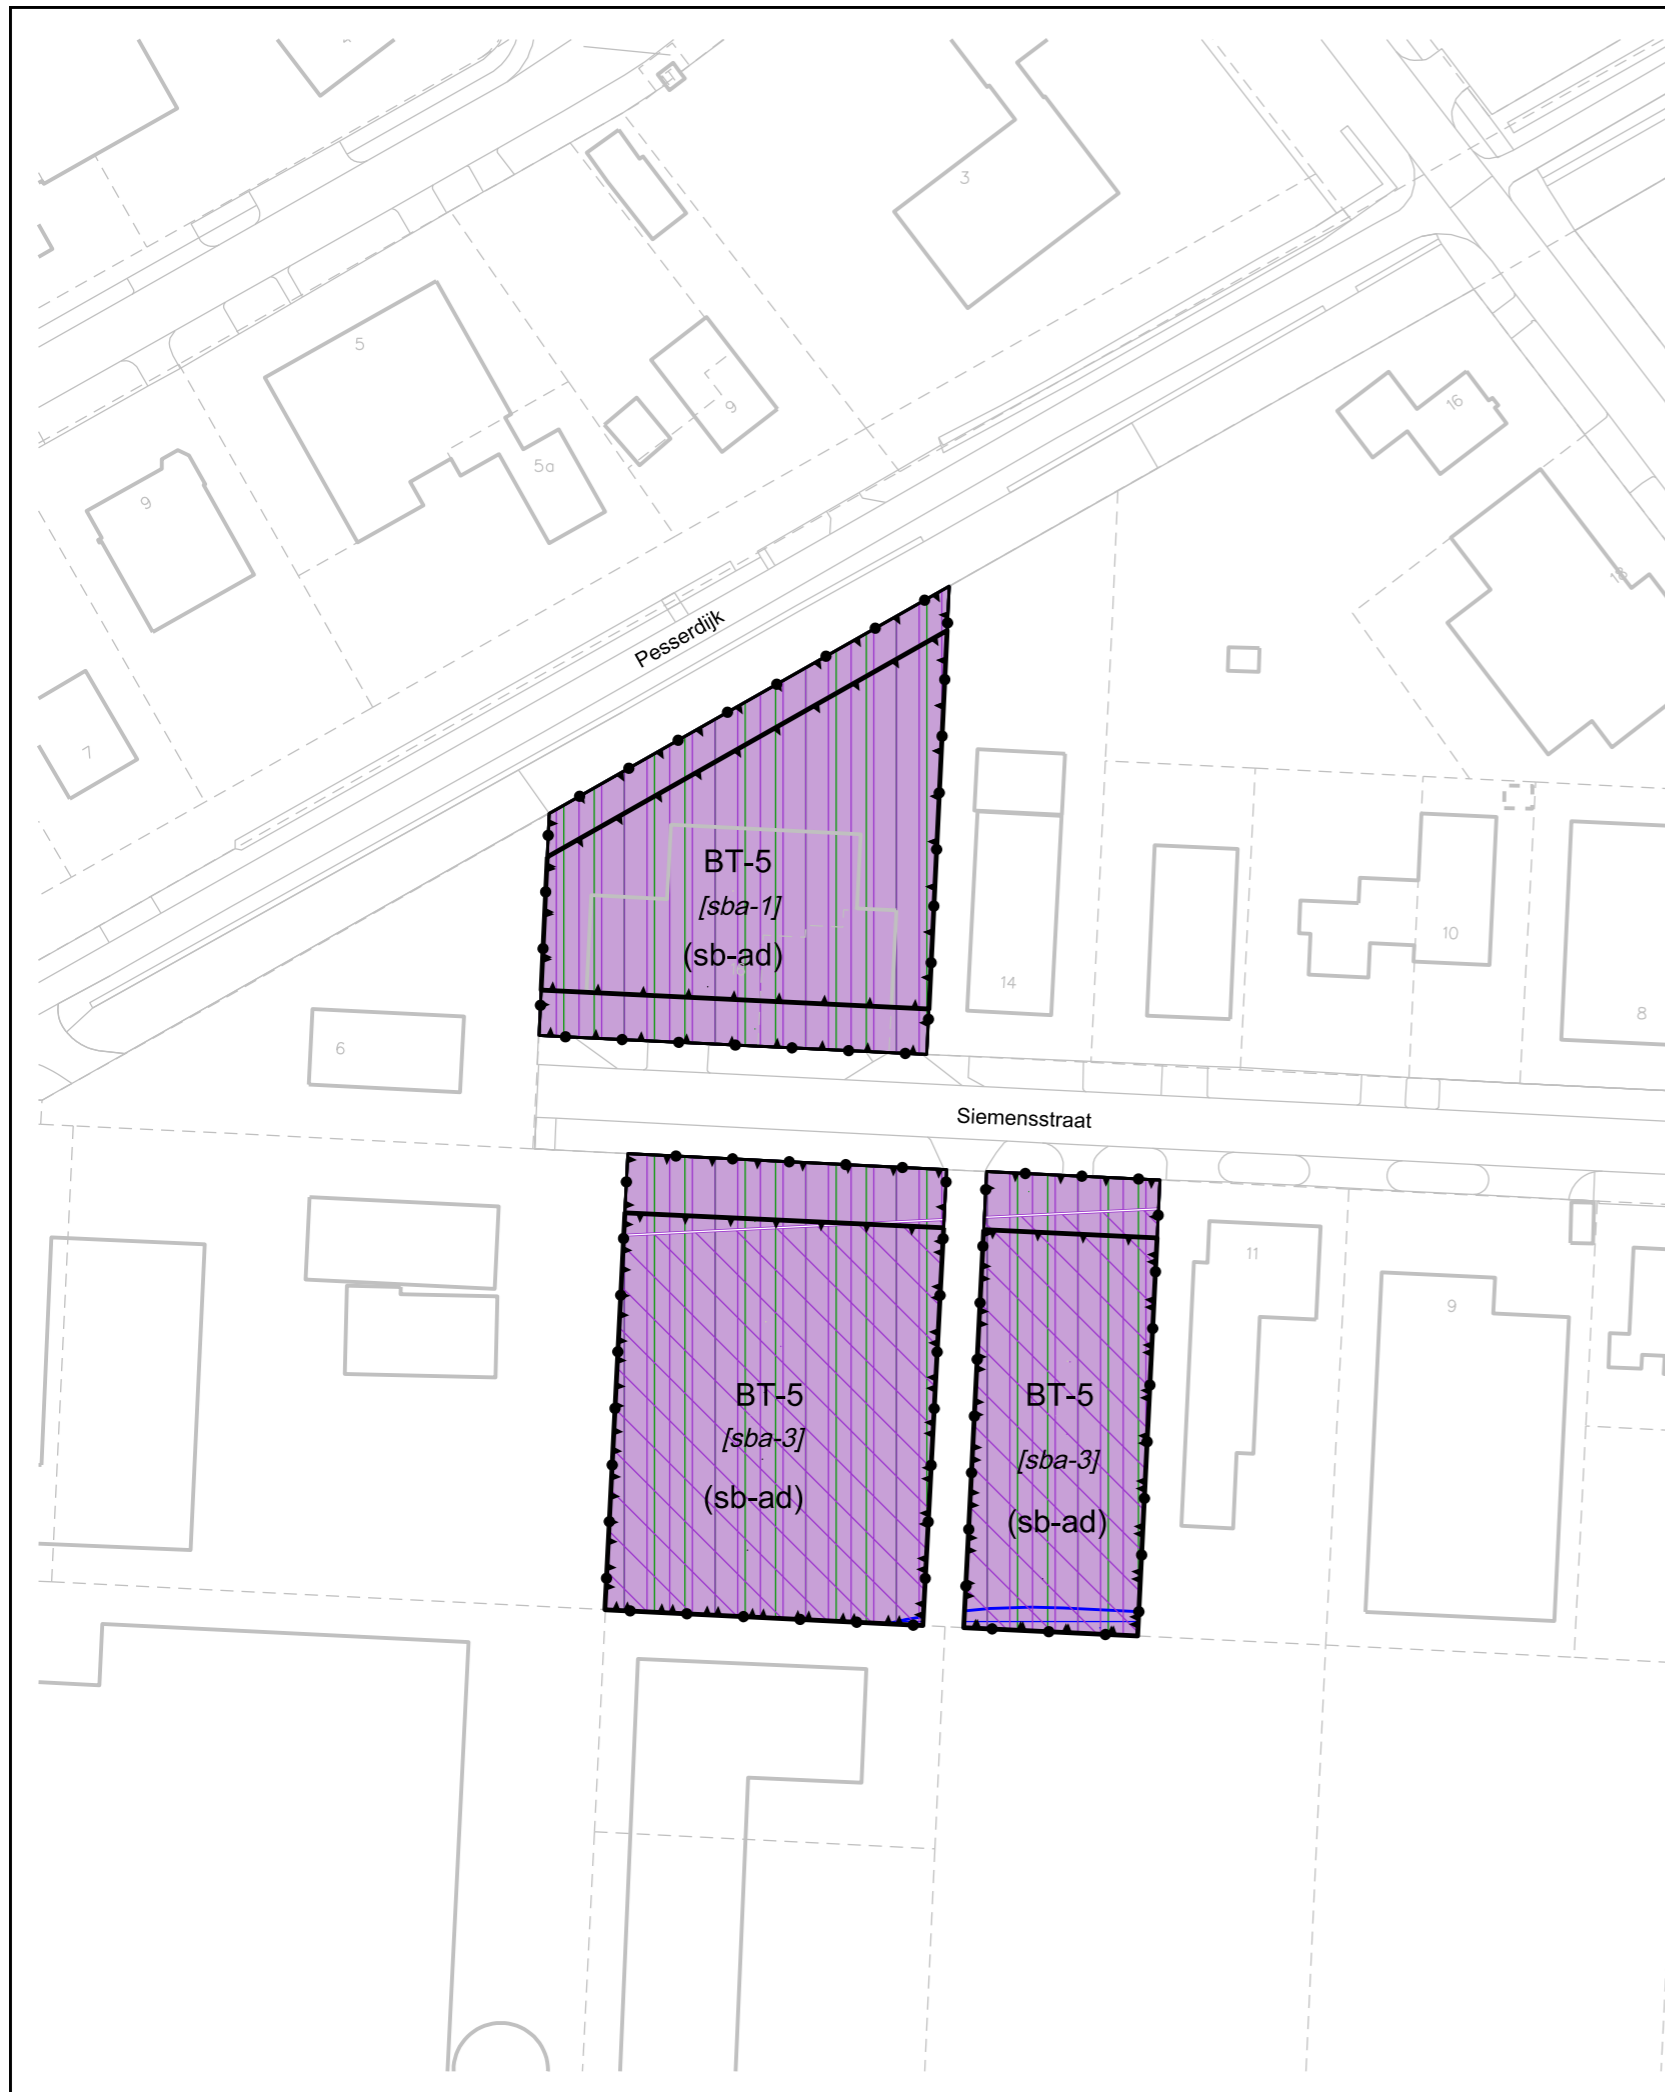 3
5
9
5a
9
16
7
Pesserdijk
BT-5
[sba-1]
(sb-ad)
16
14
10
8
6
Siemensstraat
11
9
BT-5
[sba-3]
(sb-ad)
BT-5
[sba-3]
(sb-ad)